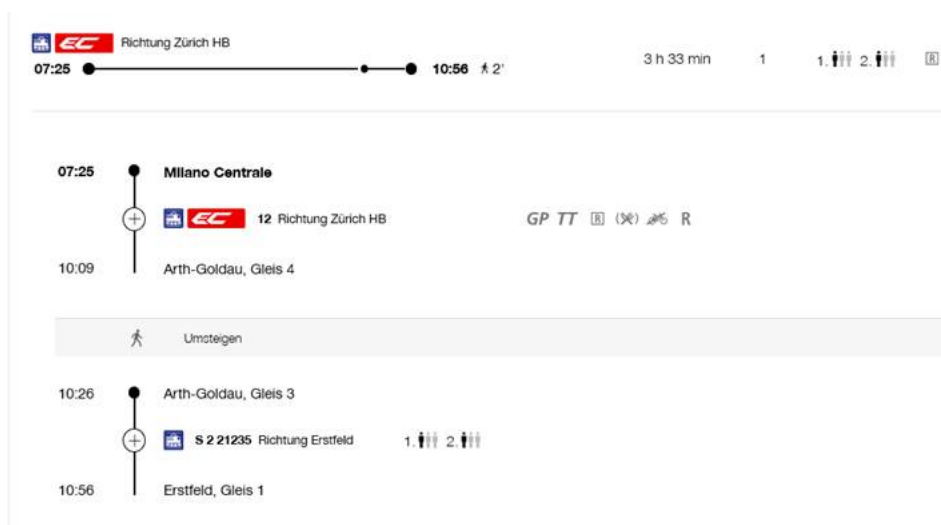 EC Richtung Zürich HB
07:25 10:56 2' 3 h 33 min 1 1. 2. R
07:25 Milano Centrale
EC 12 Richtung Zürich HB GP TT R R
10:09 Arth-Goldau, Gleis 4
Umsteigen
10:26 Arth-Goldau, Gleis 3
S 2 21235 Richtung Erstfeld 1. 2.
10:56 Erstfeld, Gleis 1